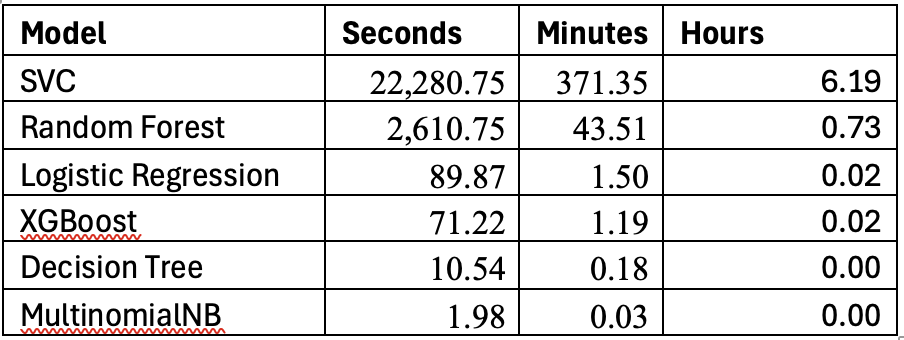 Model Seconds Minutes Hours
SVC 22,280.75 371.35 6.19
Random Forest 2,610.75 43.51 0.73
Logistic Regression 89.87 1.50 0.02
XGBoost 71.22 1.19 0.02
Decision Tree 10.54 0.18 0.00
MultinomialNB 1.98 0.03 0.00